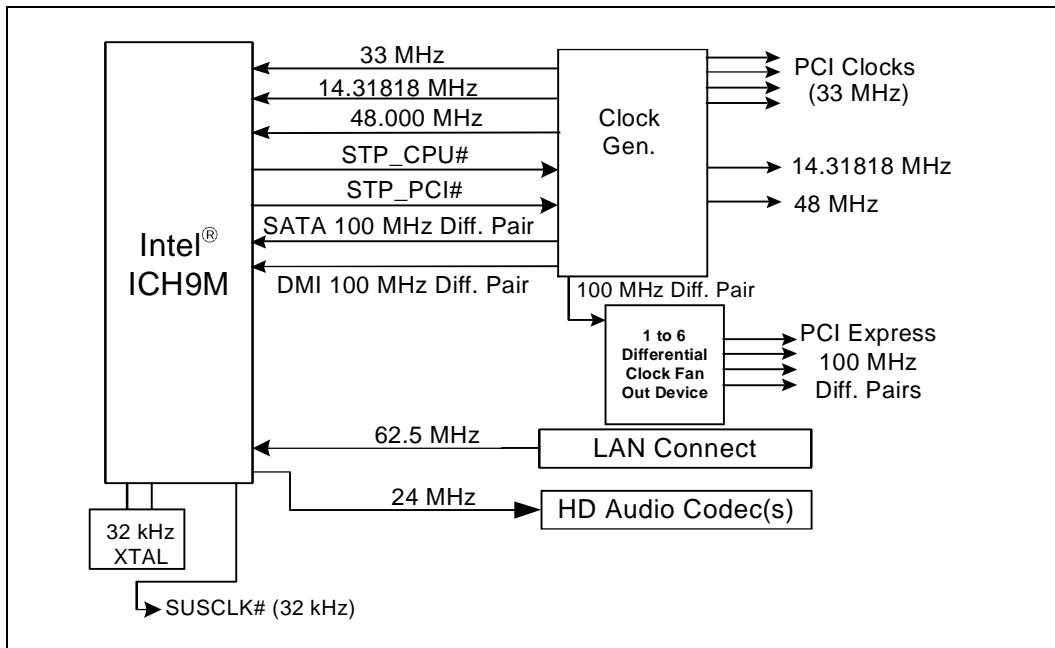 33 MHz
14.31818 MHz
48.000 MHz
STP_CPU#
STP_PCI#
SATA 100 MHz Diff. Pair
DMI 100 MHz Diff. Pair
Intel®
ICH9M
Clock
Gen.
PCI Clocks
(33 MHz)
14.31818 MHz
48 MHz
100 MHz Diff. Pair
1 to 6
Differential
Clock Fan
Out Device
PCI Express
100 MHz
Diff. Pairs
62.5 MHz
LAN Connect
24 MHz
HD Audio Codec(s)
32 kHz
XTAL
SUSCLK# (32 kHz)